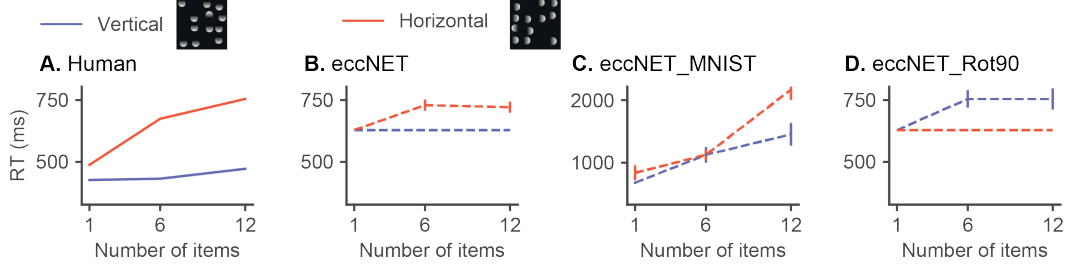 Vertical
Horizontal
A. Human
B. eccNET
C. eccNET_MNIST
D. eccNET_Rot90
RT (ms)
750
500
1 6 12
Number of items
750
500
1 6 12
Number of items
2000
1000
1 6 12
Number of items
750
500
1 6 12
Number of items